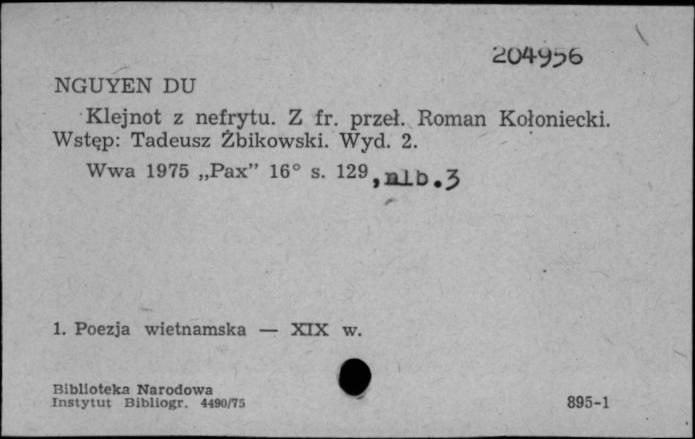 204956
NGUYEN DU
Klejnot z nefrytu. Z fr. przeł. Roman Kołoniecki.
Wstęp: Tadeusz Żbikowski. Wyd. 2.
Wwa 1975 „Pax” 16° s. 129, nlb. 3
1. Poezja wietnamska — XIX w.
Biblioteka Narodowa
Instytut Bibliogr. 4490/75
895-1